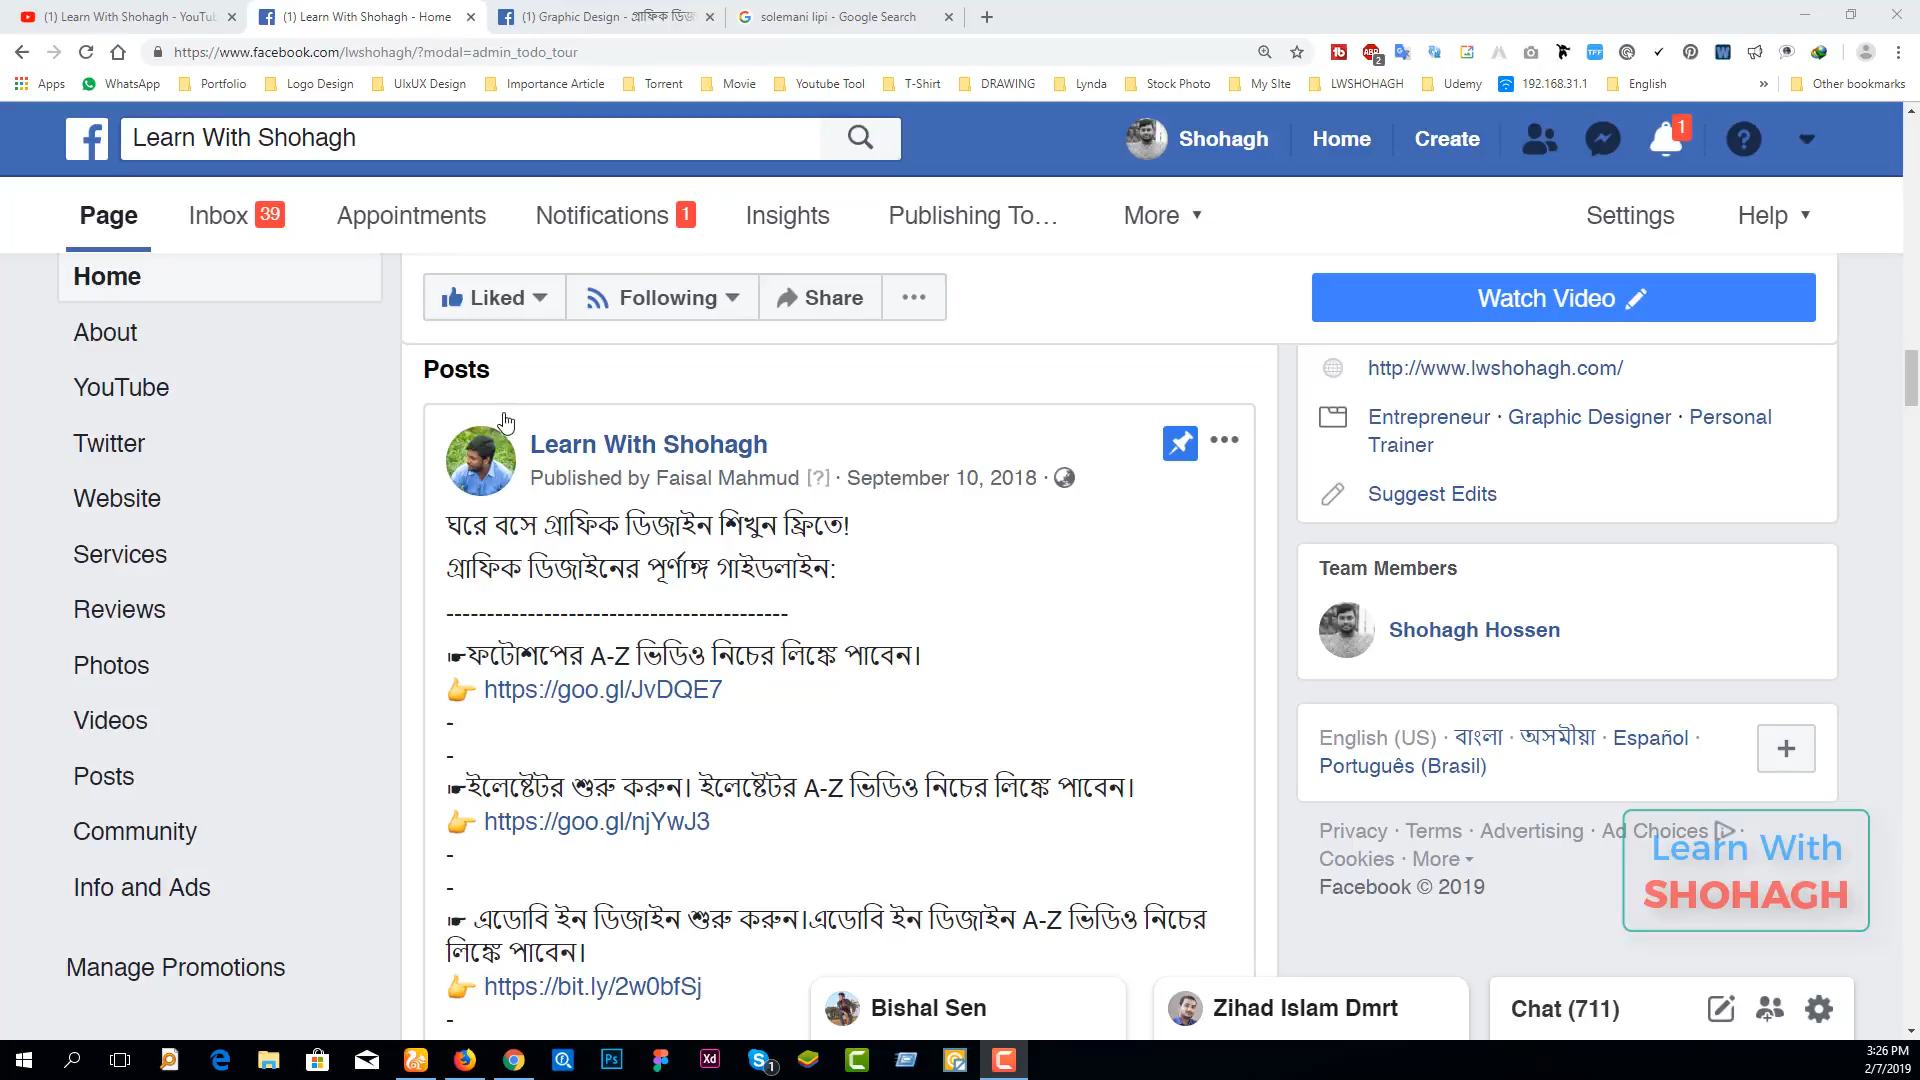 (1) Learn With Shohagh - YouTu
(1) Learn With Shohagh - Home
(1) Graphic Design - গ্রাফিক ডিজ
solemani lipi - Google Search
https://www.facebook.com/lwshohagh/?modal=admin_todo_tour
Apps
WhatsApp
Portfolio
Logo Design
UIxUX Design
Importance Article
Torrent
Movie
Youtube Tool
T-Shirt
DRAWING
Lynda
Stock Photo
My SIte
LWSHOHAGH
Udemy
192.168.31.1
English
Other bookmarks
Learn With Shohagh
Shohagh
Home
Create
1
Page
Inbox 39
Appointments
Notifications 1
Insights
Publishing To...
More
Settings
Help
Home
About
YouTube
Twitter
Website
Services
Reviews
Photos
Videos
Posts
Community
Info and Ads
Manage Promotions
Liked
Following
Share
Watch Video
Posts
Learn With Shohagh
Published by Faisal Mahmud [?] · September 10, 2018 ·
ঘরে বসে গ্রাফিক ডিজাইন শিখুন ফ্রিতে!
গ্রাফিক ডিজাইনের পূর্ণাঙ্গ গাইডলাইন:
-----------------------------------------
☛ফটোশপের A-Z ভিডিও নিচের লিঙ্কে পাবেন।
👉 https://goo.gl/JvDQE7
-
-
☛ইলেস্টেটর শুরু করুন। ইলেস্টেটর A-Z ভিডিও নিচের লিঙ্কে পাবেন।
👉 https://goo.gl/njYwJ3
-
-
☛ এডোবি ইন ডিজাইন শুরু করুন।এডোবি ইন ডিজাইন A-Z ভিডিও নিচের
লিঙ্কে পাবেন।
👉 https://bit.ly/2w0bfSj
-
http://www.lwshohagh.com/
Entrepreneur · Graphic Designer · Personal
Trainer
Suggest Edits
Team Members
Shohagh Hossen
English (US) · বাংলা · অসমীয়া · Español ·
Português (Brasil)
Privacy · Terms · Advertising · Ad Choices ·
Cookies · More
Facebook © 2019
Learn With
SHOHAGH
Bishal Sen
Zihad Islam Dmrt
Chat (711)
3:26 PM
2/7/2019